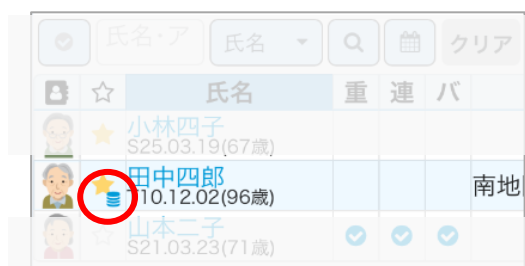 氏名・ア 氏名 クリア
氏名 重 連 バ
小林四子
S25.03.19(67歳)
田中四郎
10.12.02(96歳) 南地
山本二子
S21.03.23(71歳)